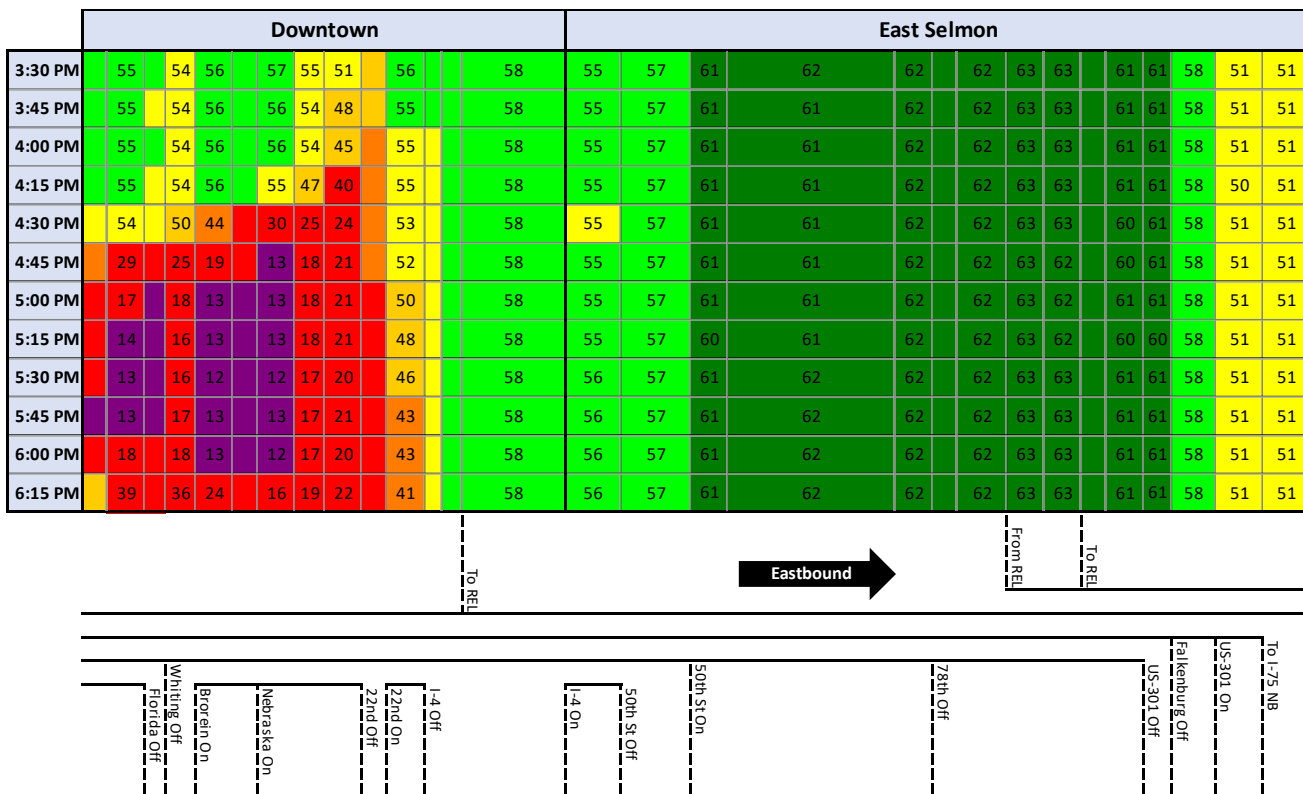 Downtown East Selmon
3:30 PM 55 54 56 57 55 51 56 58 55 57 61 62 62 62 63 63 61 61 58 51 51
3:45 PM 55 54 56 56 54 48 55 58 55 57 61 61 62 62 63 63 61 61 58 51 51
4:00 PM 55 54 56 56 54 45 55 58 55 57 61 61 62 62 63 63 61 61 58 51 51
4:15 PM 55 54 56 55 47 40 55 58 55 57 61 61 62 62 63 63 61 61 58 50 51
4:30 PM 54 50 44 30 25 24 53 58 55 57 61 61 62 62 63 63 60 61 58 51 51
4:45 PM 29 25 19 13 18 21 52 58 55 57 61 61 62 62 63 62 60 61 58 51 51
5:00 PM 17 18 13 13 18 21 50 58 55 57 61 61 62 62 63 62 61 61 58 51 51
5:15 PM 14 16 13 13 18 21 48 58 55 57 60 61 62 62 63 62 60 60 58 51 51
5:30 PM 13 16 12 12 17 20 46 58 56 57 61 62 62 62 63 63 61 61 58 51 51
5:45 PM 13 17 13 13 17 21 43 58 56 57 61 62 62 62 63 63 61 61 58 51 51
6:00 PM 18 18 13 12 17 20 43 58 56 57 61 62 62 62 63 63 61 61 58 51 51
6:15 PM 39 36 24 16 19 22 41 58 56 57 61 62 62 62 63 63 61 61 58 51 51
To REL
Eastbound
From REL
To REL
Florida Off
Whiting Off
Brorein On
Nebraska On
22nd Off
22nd On
I-4 Off
I-4 On
50th St Off
50th St On
78th Off
US-301 Off
Falkenburg Off
US-301 On
To I-75 NB